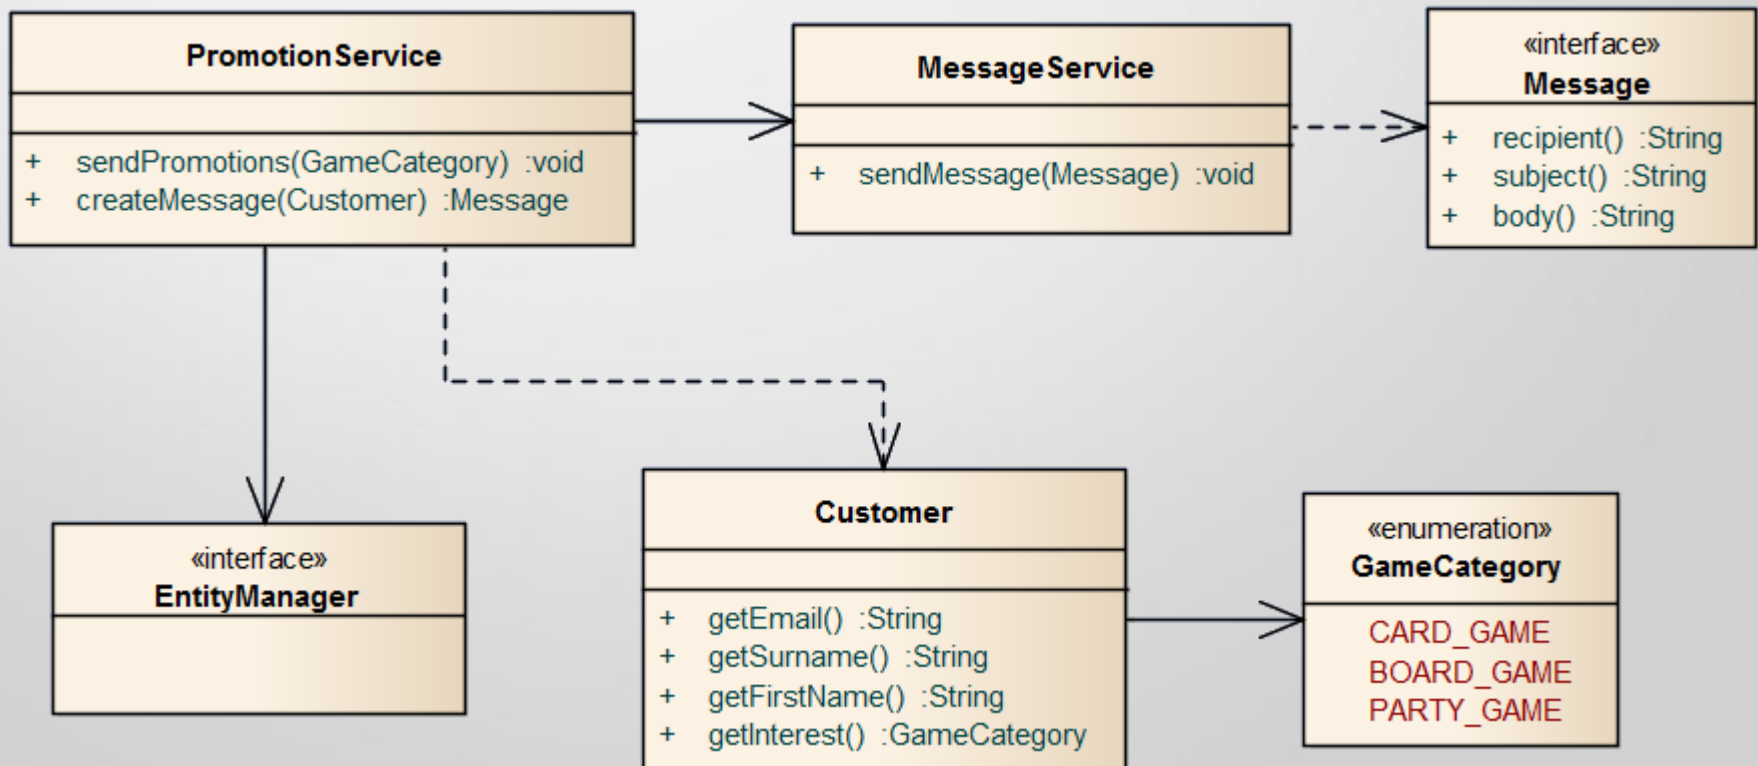 PromotionService
+ sendPromotions(GameCategory) :void
+ createMessage(Customer) :Message
MessageService
+ sendMessage(Message) :void
«interface»
Message
+ recipient() :String
+ subject() :String
+ body() :String
«interface»
EntityManager
Customer
+ getEmail() :String
+ getSurname() :String
+ getFirstName() :String
+ getInterest() :GameCategory
«enumeration»
GameCategory
CARD_GAME
BOARD_GAME
PARTY_GAME